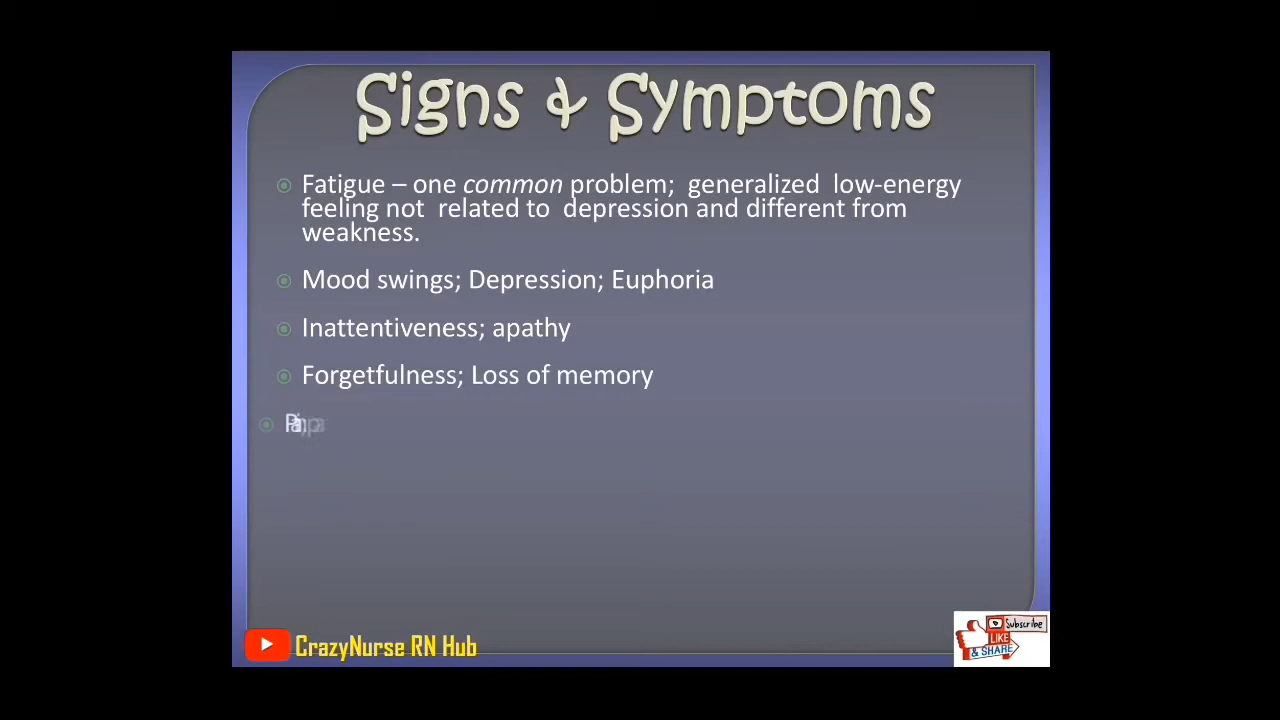 Signs & Symptoms
Fatigue – one common problem; generalized low-energy
feeling not related to depression and different from
weakness.
Mood swings; Depression; Euphoria
Inattentiveness; apathy
Forgetfulness; Loss of memory
CrazyNurse RN Hub
Subscribe
LIKE
& SHARE